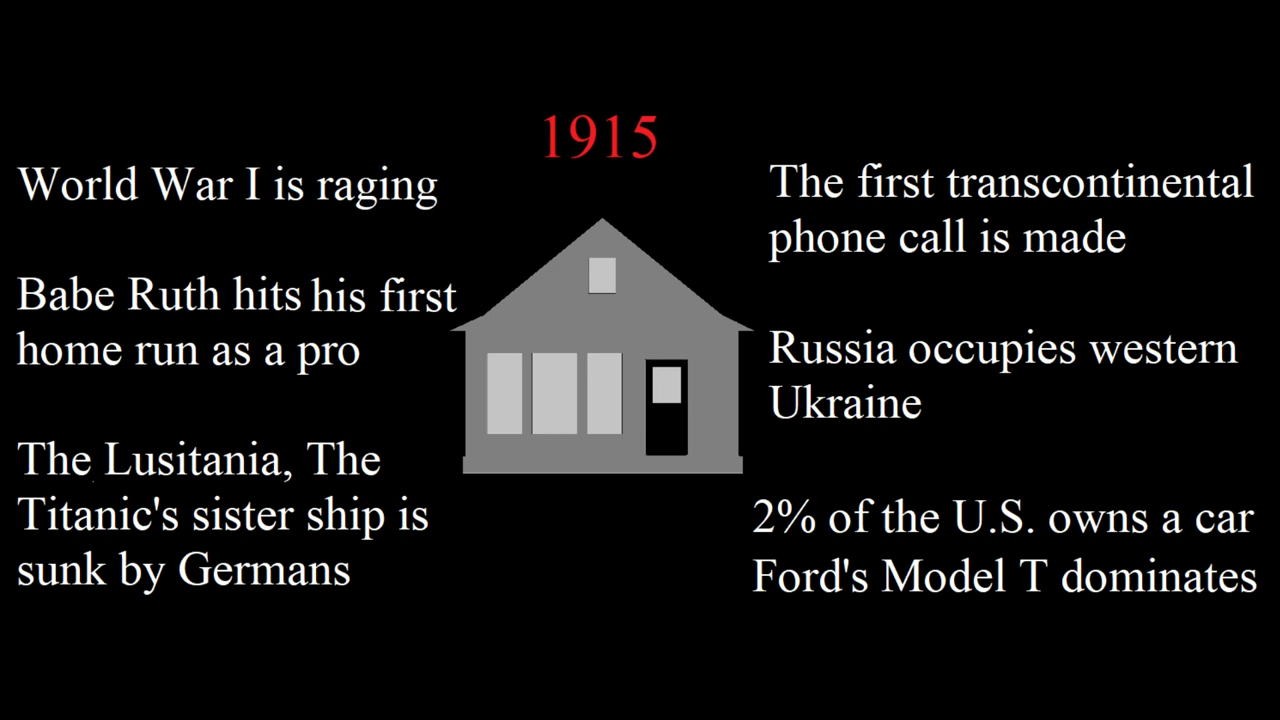 1915
World War I is raging
Babe Ruth hits his first
home run as a pro
The Lusitania, The
Titanic's sister ship is
sunk by Germans
The first transcontinental
phone call is made
Russia occupies western
Ukraine
2% of the U.S. owns a car
Ford's Model T dominates